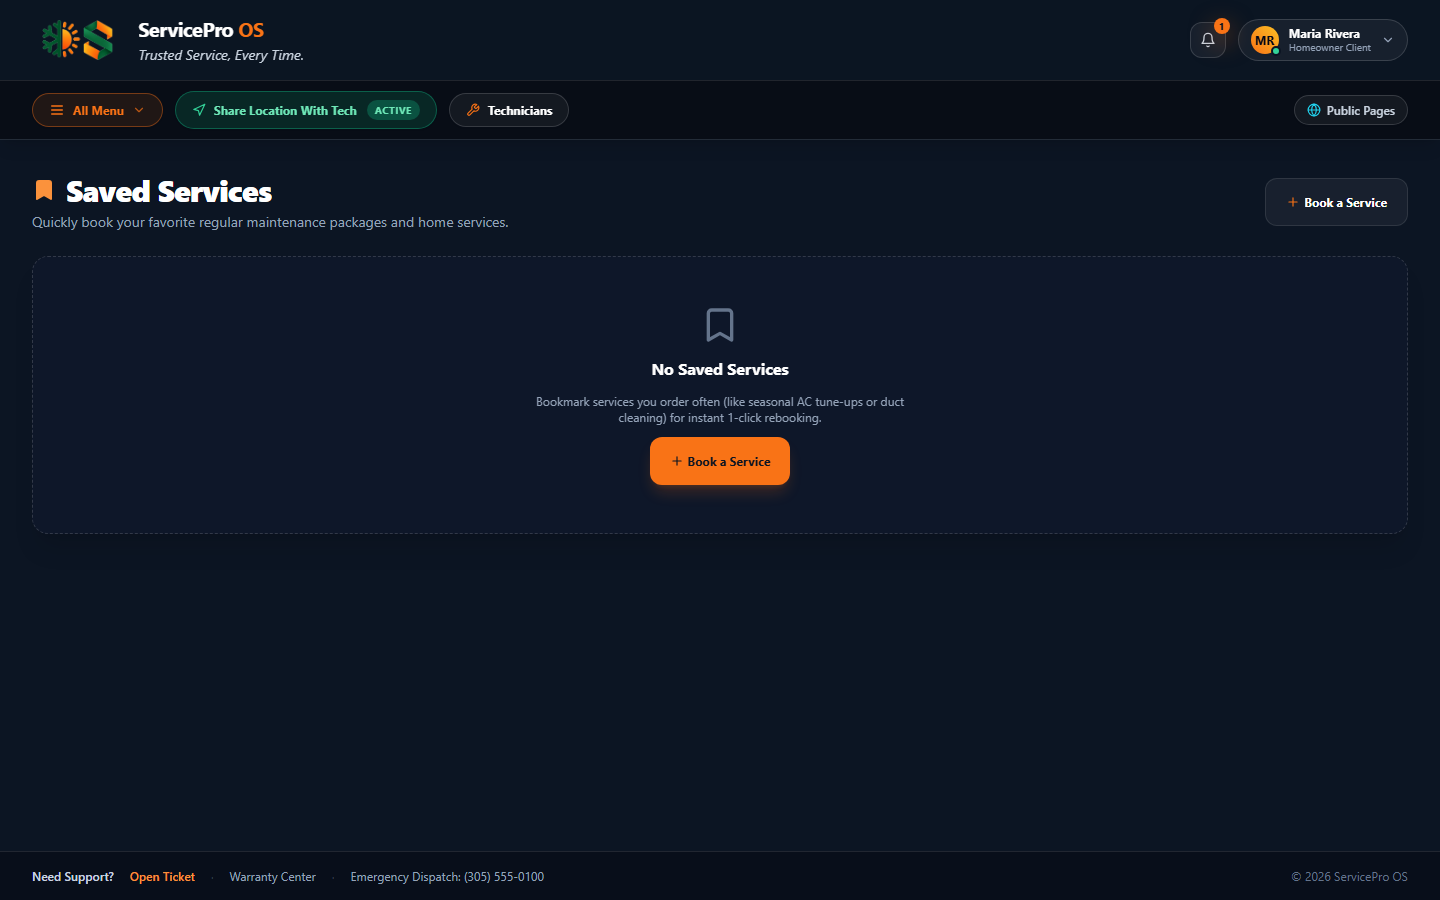 ServicePro OS
Trusted Service, Every Time.
1
MR
Maria Rivera
Homeowner Client
All Menu
Share Location With Tech ACTIVE
Technicians
Public Pages
Saved Services
Quickly book your favorite regular maintenance packages and home services.
+ Book a Service
No Saved Services
Bookmark services you order often (like seasonal AC tune-ups or duct
cleaning) for instant 1-click rebooking.
+ Book a Service
Need Support? Open Ticket · Warranty Center · Emergency Dispatch: (305) 555-0100
© 2026 ServicePro OS